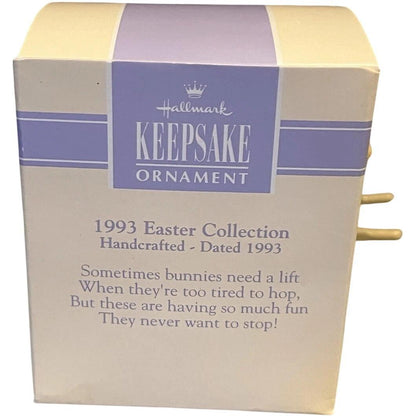 Hallmark
KEEPSAKE
ORNAMENT
1993 Easter Collection
Handcrafted - Dated 1993
Sometimes bunnies need a lift
When they're too tired to hop,
But these are having so much fun
They never want to stop!